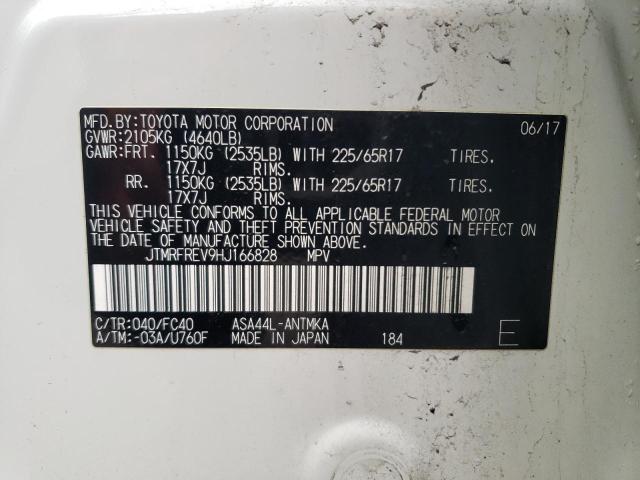 MFD.BY:TOYOTA MOTOR CORPORATION 06/17
GVWR:2105KG (4640LB)
GAWR:FRT. 1150KG (2535LB) WITH 225/65R17 TIRES.
17X7J RIMS.
RR. 1150KG (2535LB) WITH 225/65R17 TIRES.
17X7J RIMS.
THIS VEHICLE CONFORMS TO ALL APPLICABLE FEDERAL MOTOR
VEHICLE SAFETY AND THEFT PREVENTION STANDARDS IN EFFECT ON
THE DATE OF MANUFACTURE SHOWN ABOVE.
JTMRFREV9HJ166828 MPV
C/TR:040/FC40 ASA44L-ANTMKA
A/TM:-03A/U760F MADE IN JAPAN 184 E